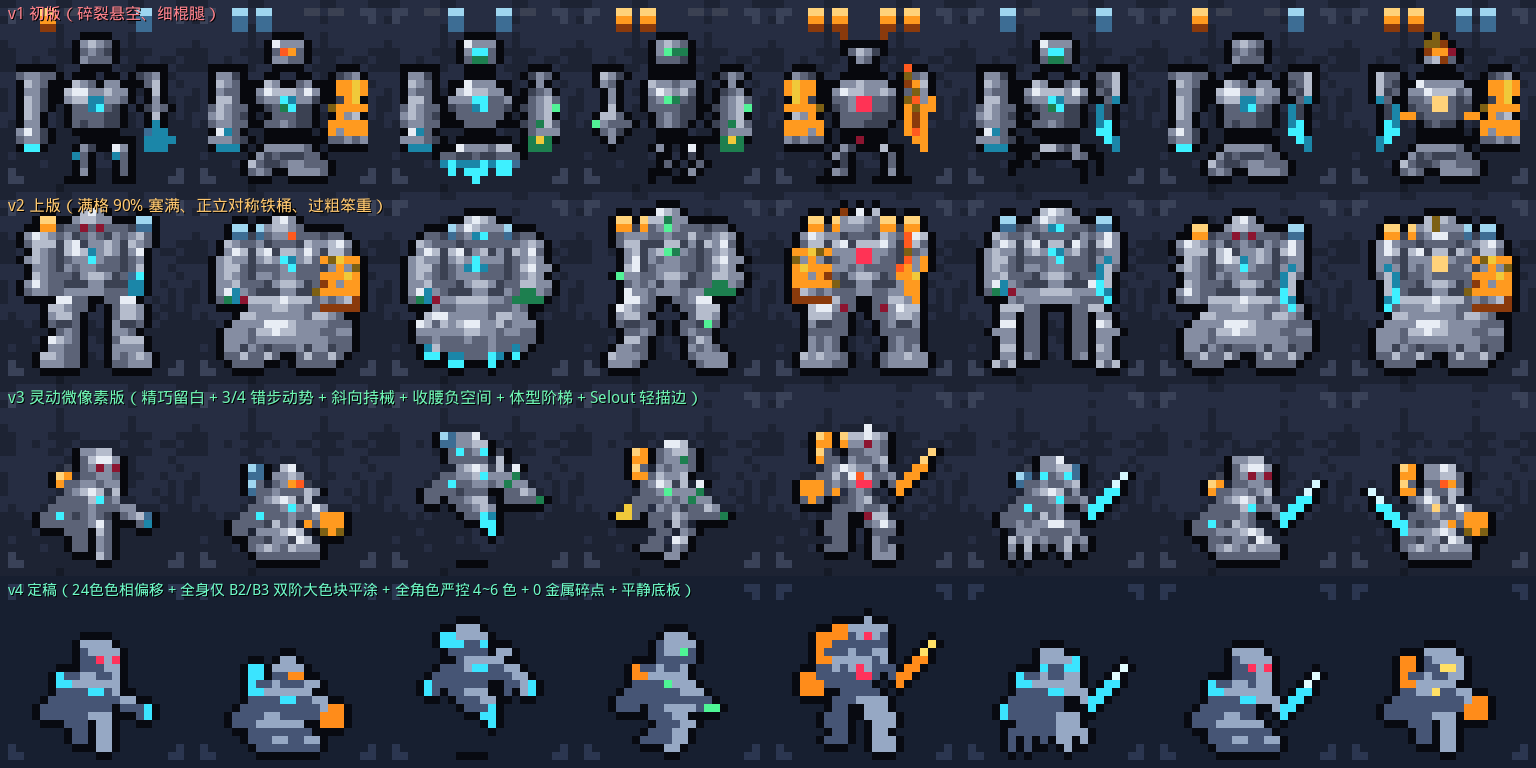 v1 初版（碎裂悬空、细棍腿）
v2 上版（满格 90% 塞满、正立对称铁桶、过粗笨重）
v3 灵动微像素版（精巧留白 + 3/4 错步动势 + 斜向持械 + 收腰负空间 + 体型阶梯 + Selout 轻描边）
v4 定稿（24色色相偏移 + 全身仅 B2/B3 双阶大色块平涂 + 全角色严控 4~6 色 + 0 金属碎点 + 平静底板）